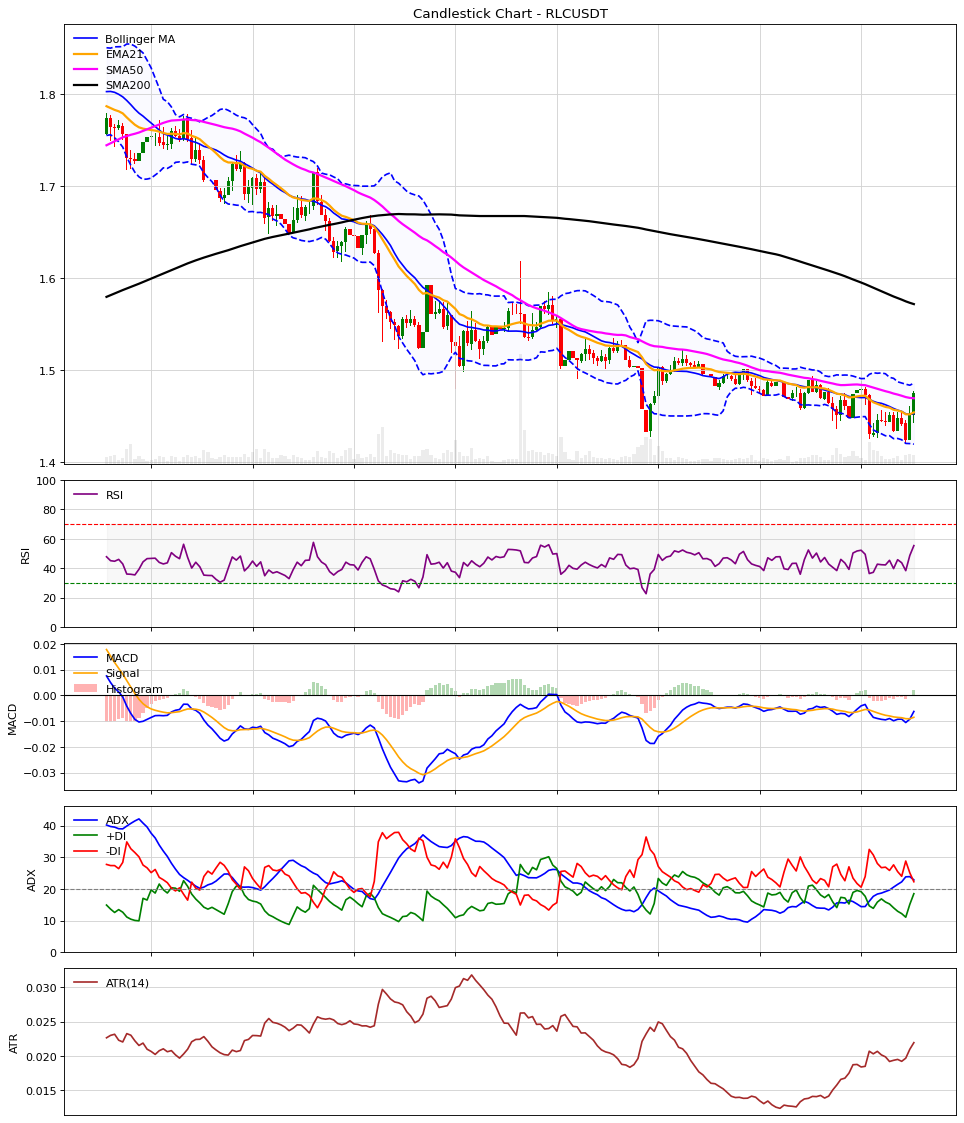 Candlestick Chart - RLCUSDT
Bollinger MA
EMA21
SMA50
SMA200
1.8
1.7
1.6
1.5
1.4
RSI
RSI
100
80
60
40
20
0
MACD
MACD
Signal
Histogram
0.02
0.01
0.00
−0.01
−0.02
−0.03
ADX
ADX
+DI
-DI
40
30
20
10
0
ATR
ATR(14)
0.030
0.025
0.020
0.015